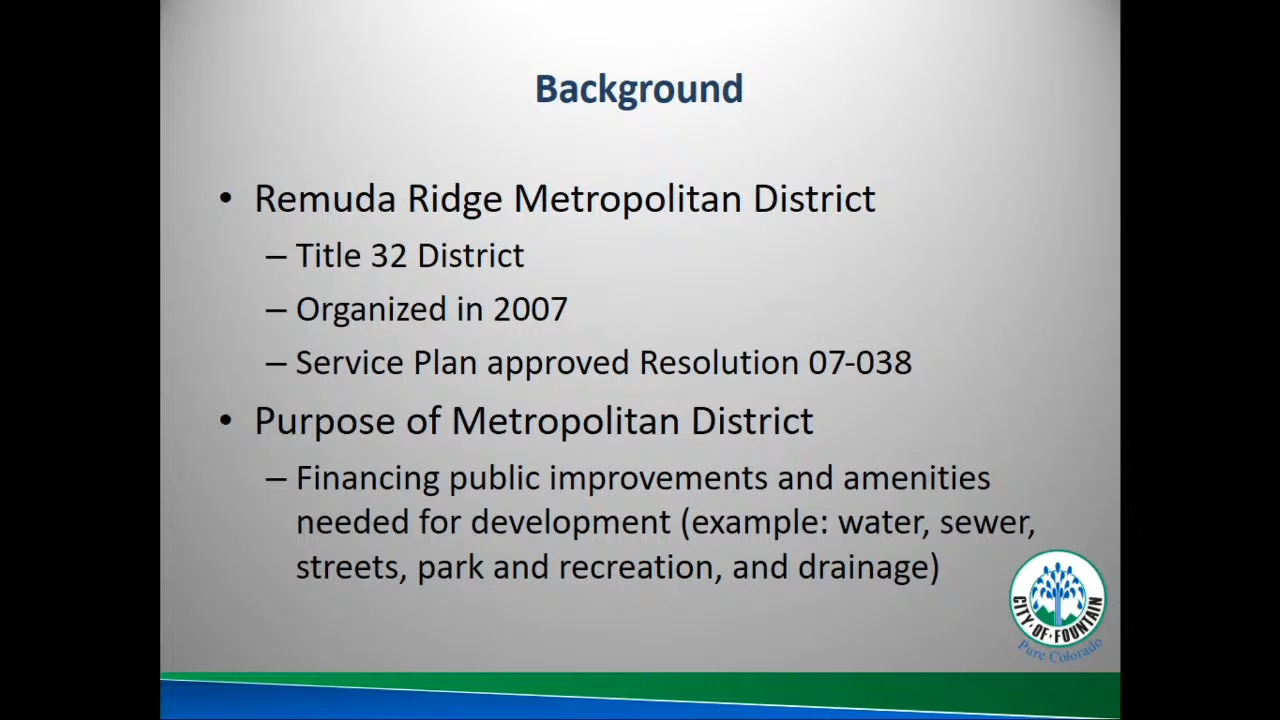 Background
• Remuda Ridge Metropolitan District
– Title 32 District
– Organized in 2007
– Service Plan approved Resolution 07-038
• Purpose of Metropolitan District
– Financing public improvements and amenities
needed for development (example: water, sewer,
streets, park and recreation, and drainage)
CITY·OF·FOUNTAIN
Pure Colorado